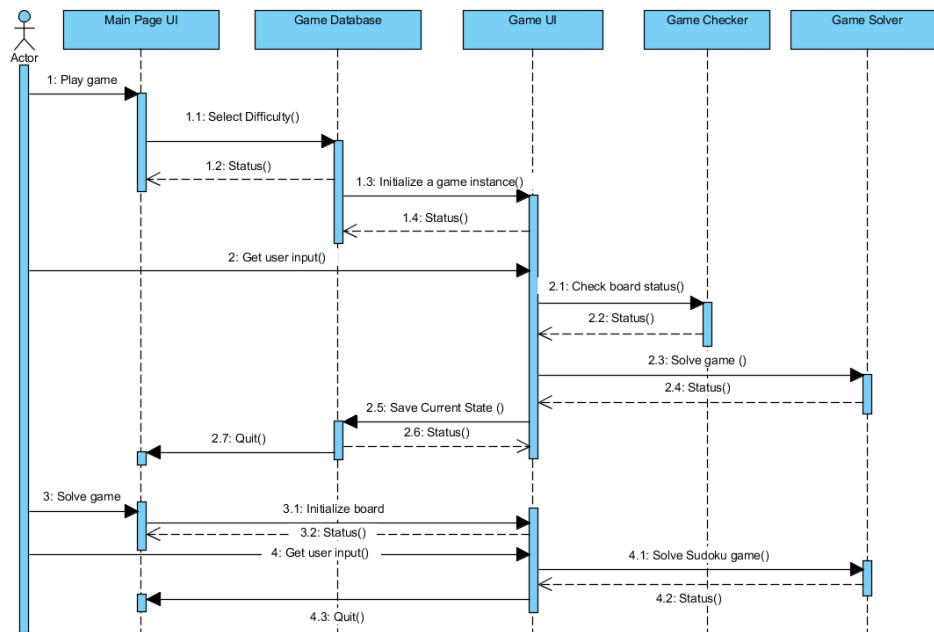 Main Page UI
Game Database
Game UI
Game Checker
Game Solver
Actor
1: Play game
1.1: Select Difficulty()
1.2: Status()
1.3: Initialize a game instance()
1.4: Status()
2: Get user input()
2.1: Check board status()
2.2: Status()
2.3: Solve game ()
2.4: Status()
2.5: Save Current State ()
2.6: Status()
2.7: Quit()
3: Solve game
3.1: Initialize board
3.2: Status()
4: Get user input()
4.1: Solve Sudoku game()
4.2: Status()
4.3: Quit()